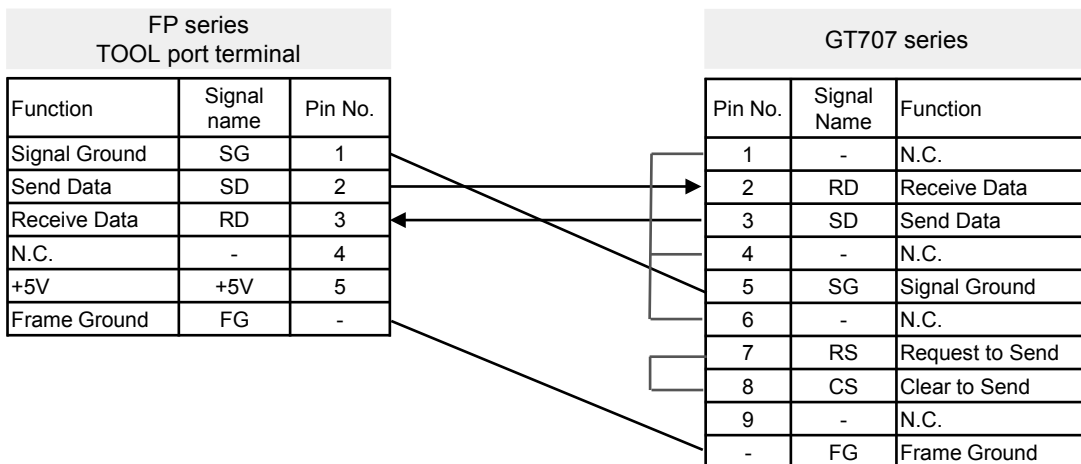 FP series
TOOL port terminal
Function Signal name Pin No.
Signal Ground SG 1
Send Data SD 2
Receive Data RD 3
N.C. - 4
+5V +5V 5
Frame Ground FG -
GT707 series
Pin No. Signal Name Function
1 - N.C.
2 RD Receive Data
3 SD Send Data
4 - N.C.
5 SG Signal Ground
6 - N.C.
7 RS Request to Send
8 CS Clear to Send
9 - N.C.
- FG Frame Ground